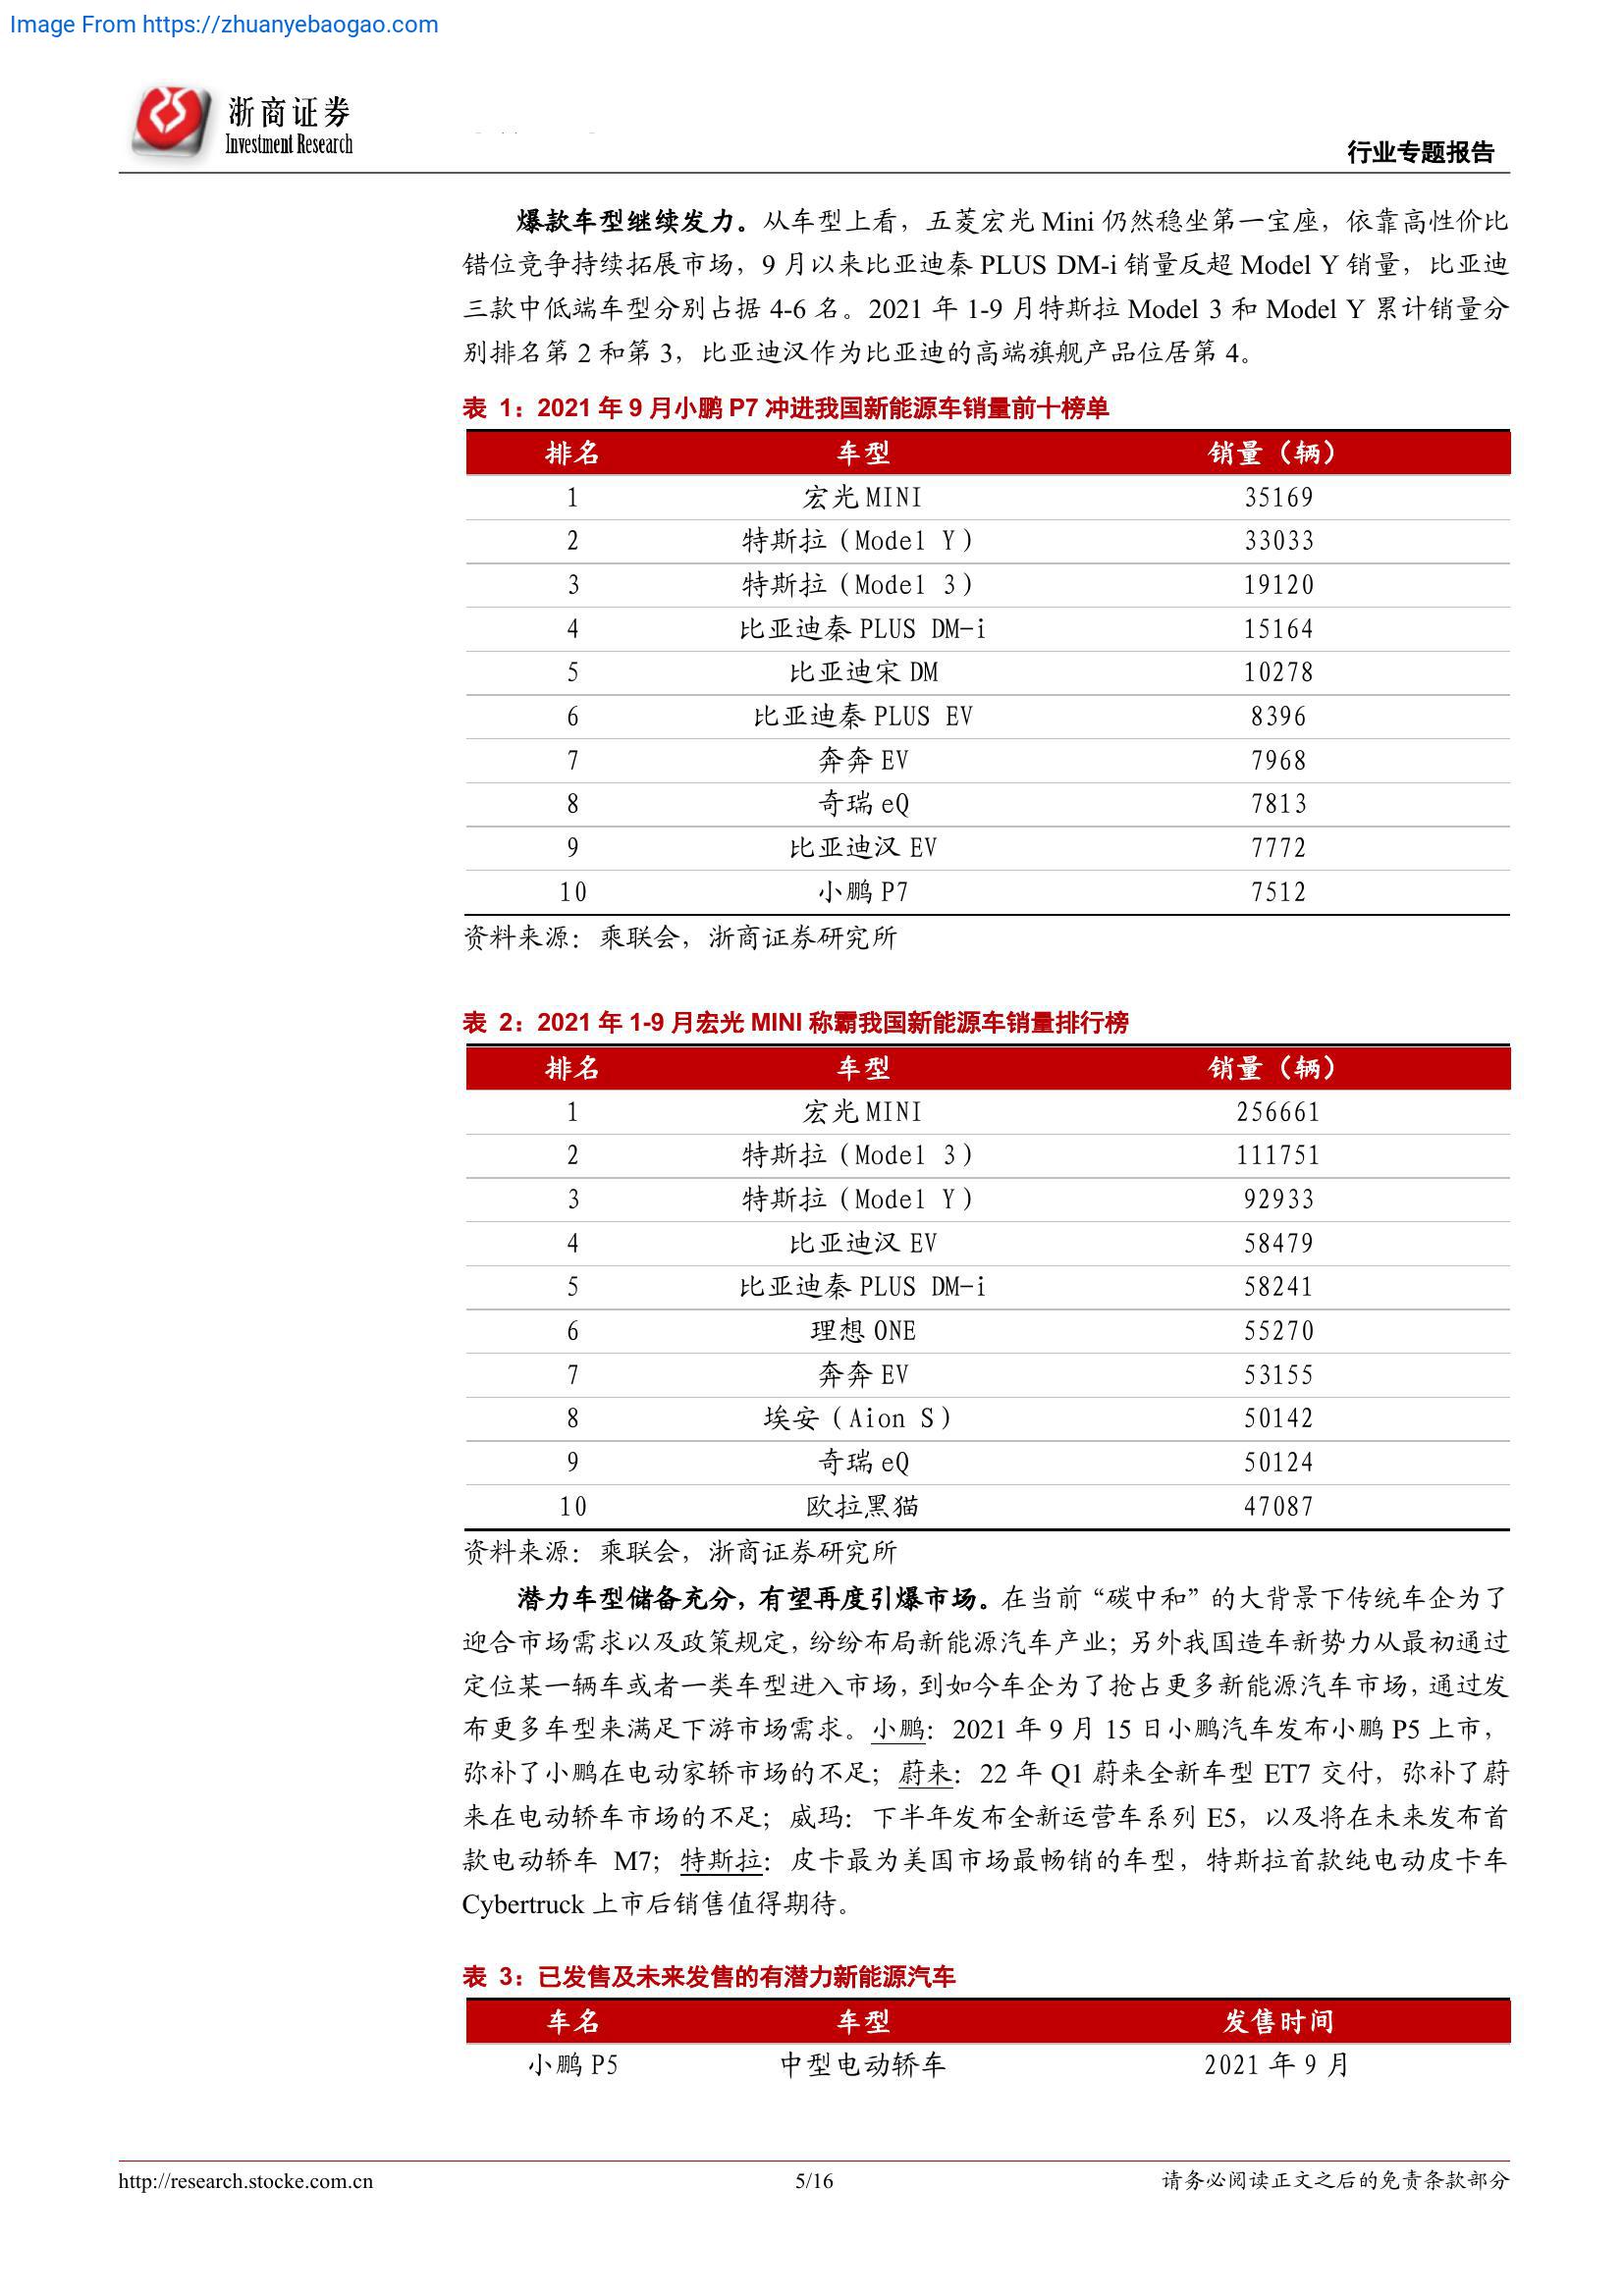 Image From https://zhuanyebaogao.com
浙商证券
Investment Research
行业专题报告
爆款车型继续发力。从车型上看，五菱宏光 Mini 仍然稳坐第一宝座，依靠高性价比
错位竞争持续拓展市场，9 月以来比亚迪秦 PLUS DM-i 销量反超 Model Y 销量，比亚迪
三款中低端车型分别占据 4-6 名。2021 年 1-9 月特斯拉 Model 3 和 Model Y 累计销量分
别排名第 2 和第 3，比亚迪汉作为比亚迪的高端旗舰产品位居第 4。
表 1：2021 年 9 月小鹏 P7 冲进我国新能源车销量前十榜单
排名 车型 销量（辆）
1 宏光 MINI 35169
2 特斯拉（Model Y） 33033
3 特斯拉（Model 3） 19120
4 比亚迪秦 PLUS DM-i 15164
5 比亚迪宋 DM 10278
6 比亚迪秦 PLUS EV 8396
7 奔奔 EV 7968
8 奇瑞 eQ 7813
9 比亚迪汉 EV 7772
10 小鹏 P7 7512
资料来源：乘联会，浙商证券研究所
表 2：2021 年 1-9 月宏光 MINI 称霸我国新能源车销量排行榜
排名 车型 销量（辆）
1 宏光 MINI 256661
2 特斯拉（Model 3） 111751
3 特斯拉（Model Y） 92933
4 比亚迪汉 EV 58479
5 比亚迪秦 PLUS DM-i 58241
6 理想 ONE 55270
7 奔奔 EV 53155
8 埃安（Aion S） 50142
9 奇瑞 eQ 50124
10 欧拉黑猫 47087
资料来源：乘联会，浙商证券研究所
潜力车型储备充分，有望再度引爆市场。在当前“碳中和”的大背景下传统车企为了
迎合市场需求以及政策规定，纷纷布局新能源汽车产业；另外我国造车新势力从最初通过
定位某一辆车或者一类车型进入市场，到如今车企为了抢占更多新能源汽车市场，通过发
布更多车型来满足下游市场需求。小鹏：2021 年 9 月 15 日小鹏汽车发布小鹏 P5 上市，
弥补了小鹏在电动家轿市场的不足；蔚来：22 年 Q1 蔚来全新车型 ET7 交付，弥补了蔚
来在电动轿车市场的不足；威玛：下半年发布全新运营车系列 E5，以及将在未来发布首
款电动轿车 M7；特斯拉：皮卡最为美国市场最畅销的车型，特斯拉首款纯电动皮卡车
Cybertruck 上市后销售值得期待。
表 3：已发售及未来发售的有潜力新能源汽车
车名 车型 发售时间
小鹏 P5 中型电动轿车 2021 年 9 月
http://research.stocke.com.cn 5/16 请务必阅读正文之后的免责条款部分